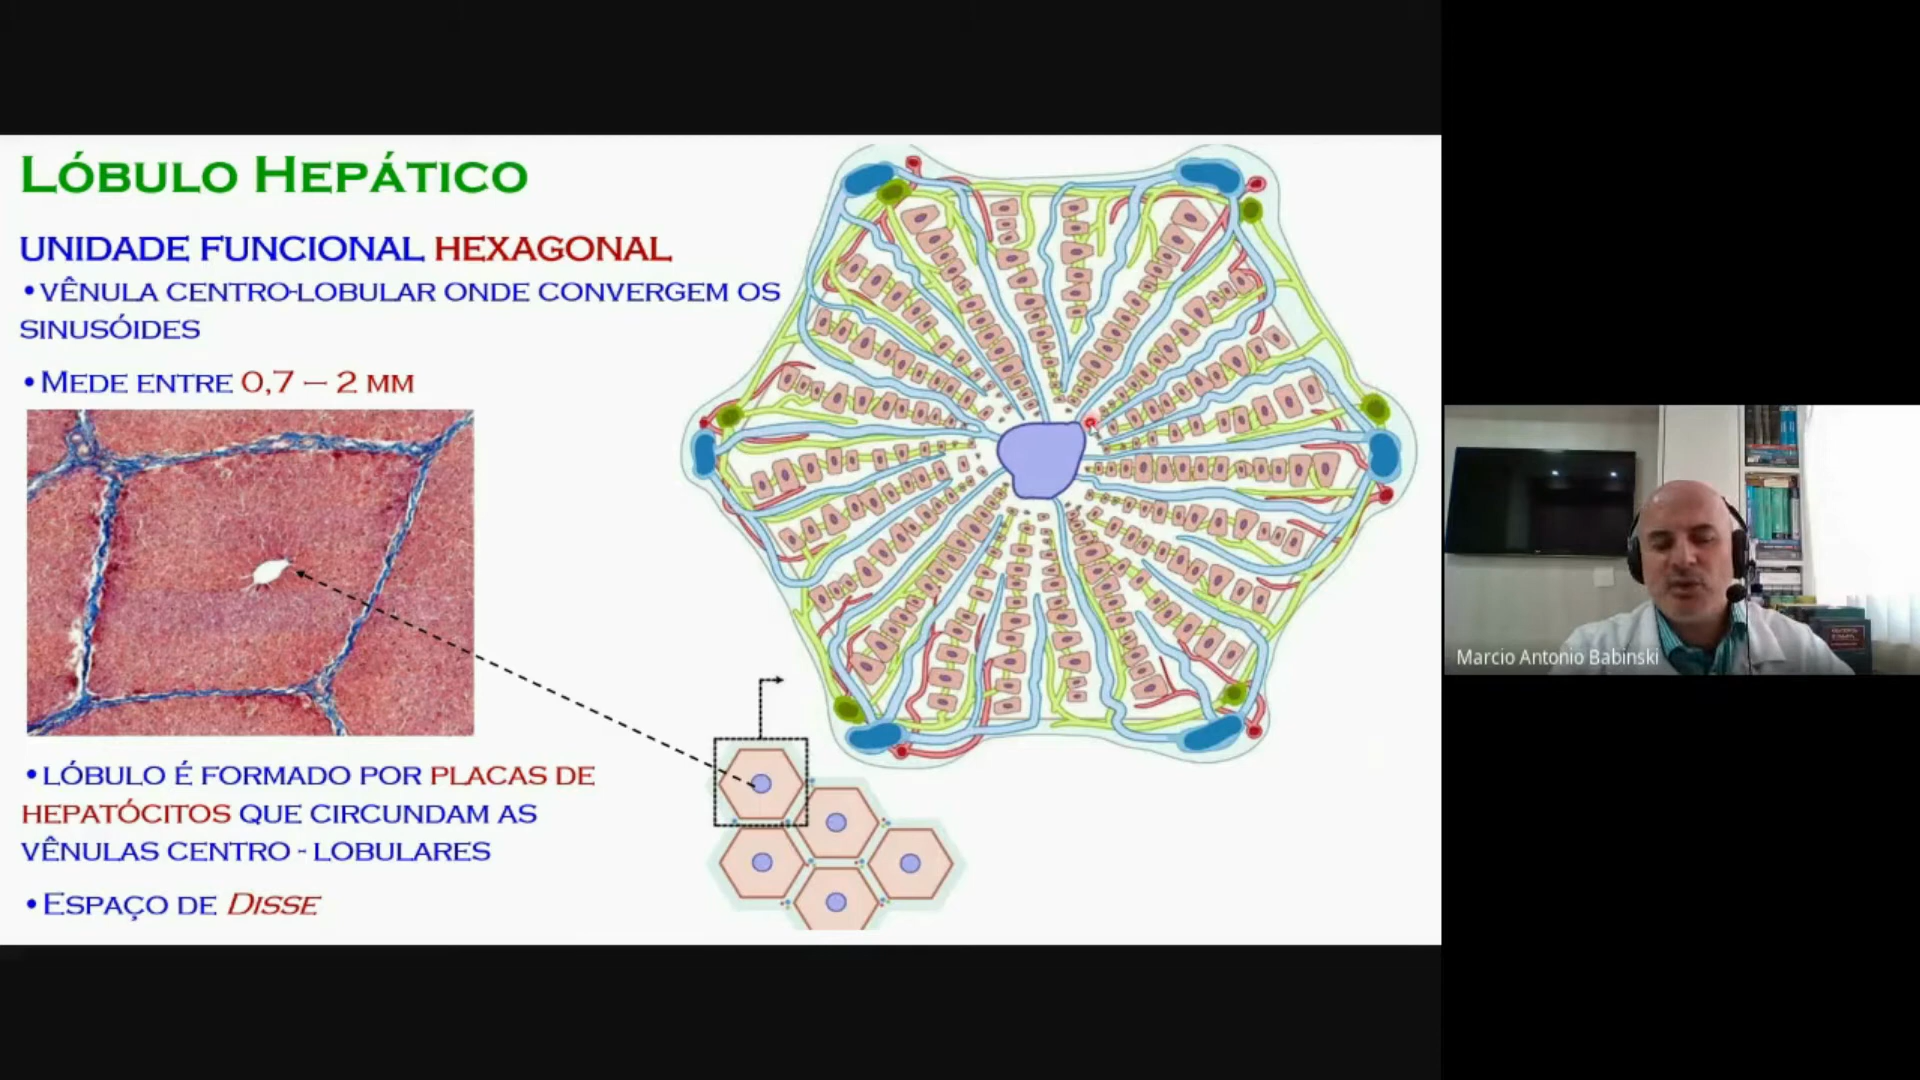 LÓBULO HEPÁTICO
UNIDADE FUNCIONAL HEXAGONAL
•VÊNULA CENTRO-LOBULAR ONDE CONVERGEM OS
SINUSÓIDES
•MEDE ENTRE 0,7 – 2 MM
•LÓBULO É FORMADO POR PLACAS DE
HEPATÓCITOS QUE CIRCUNDAM AS
VÊNULAS CENTRO - LOBULARES
•ESPAÇO DE DISSE
Marcio Antonio Babinski